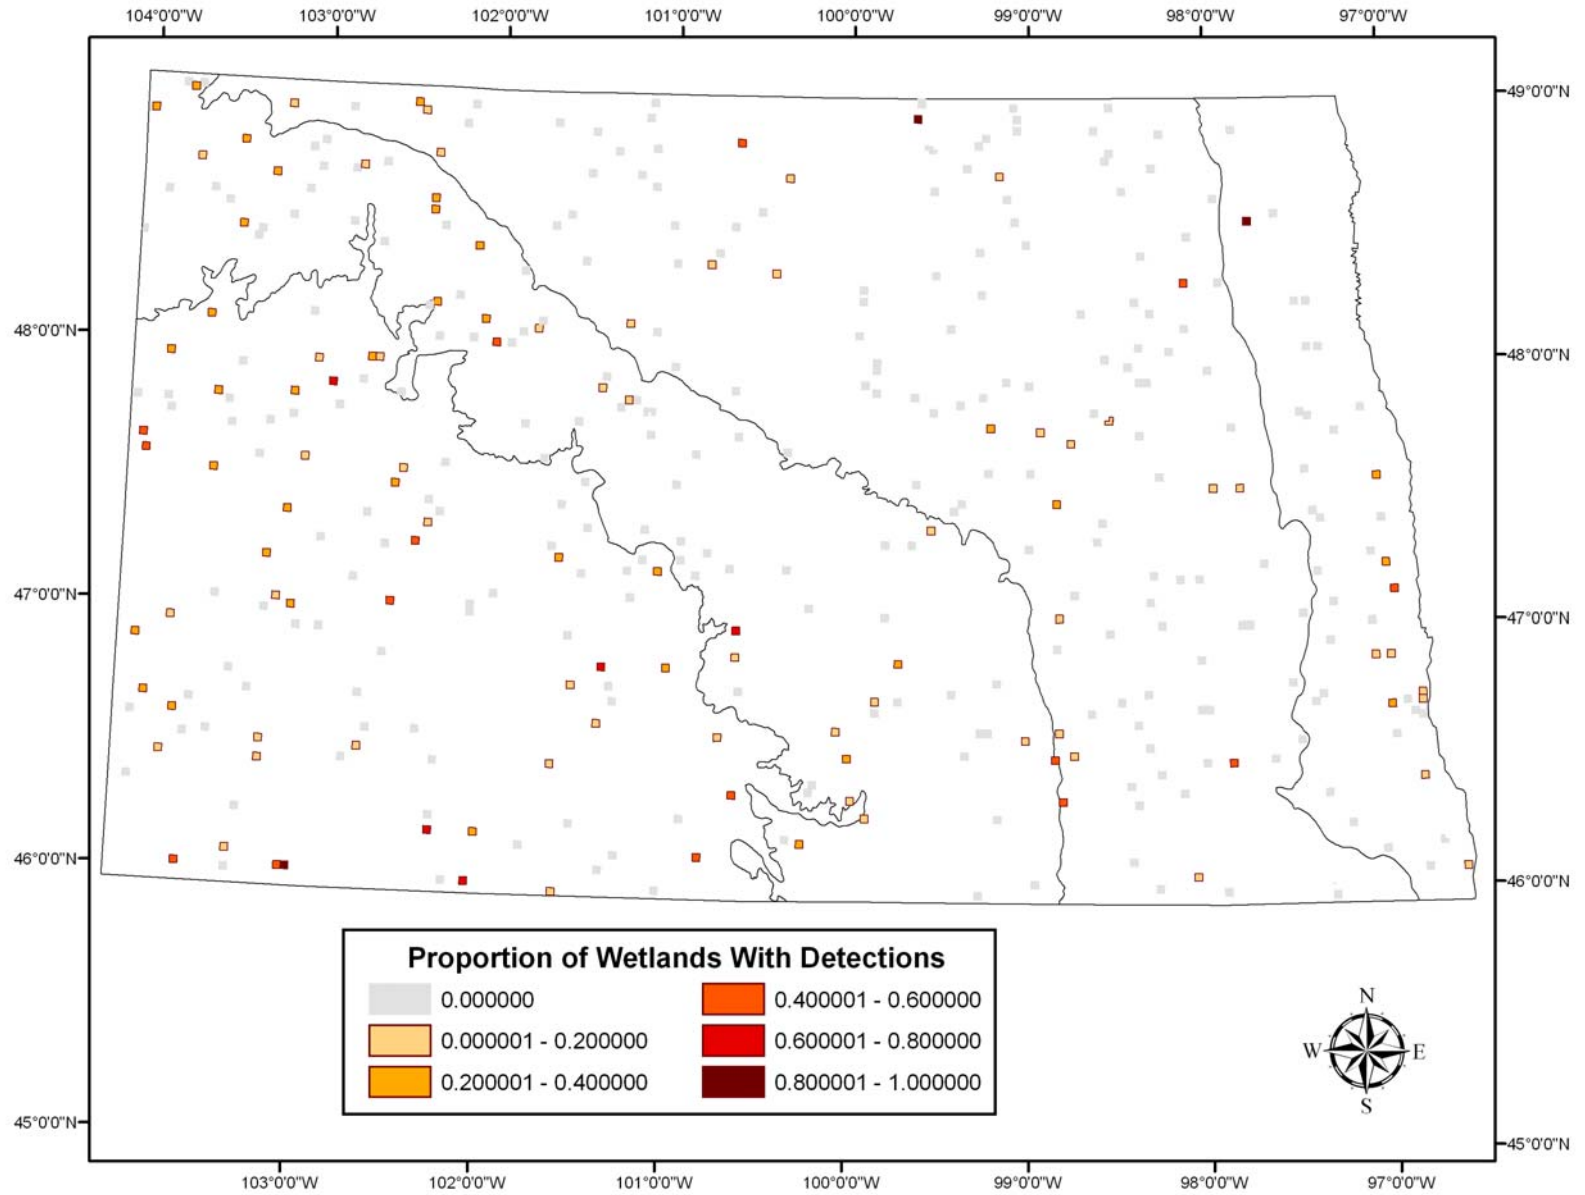 104°0'0"W 103°0'0"W 102°0'0"W 101°0'0"W 100°0'0"W 99°0'0"W 98°0'0"W 97°0'0"W
49°0'0"N
48°0'0"N
48°0'0"N
47°0'0"N
47°0'0"N
46°0'0"N
46°0'0"N
Proportion of Wetlands With Detections
0.000000 0.400001 - 0.600000
0.000001 - 0.200000 0.600001 - 0.800000
0.200001 - 0.400000 0.800001 - 1.000000
N
W E
S
45°0'0"N
45°0'0"N
103°0'0"W 102°0'0"W 101°0'0"W 100°0'0"W 99°0'0"W 98°0'0"W 97°0'0"W